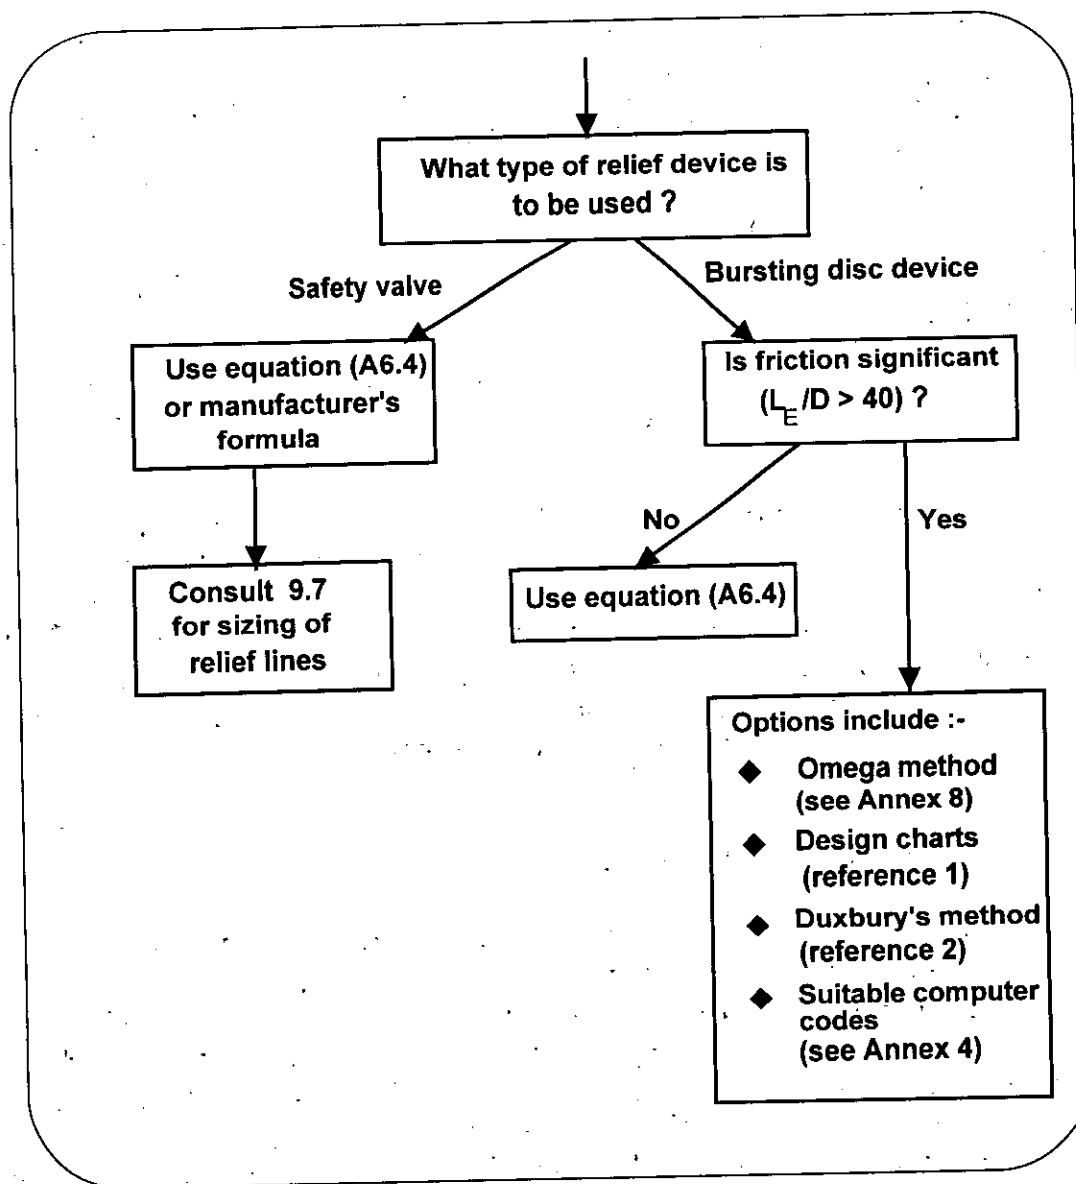 What type of relief device is
to be used ?
Safety valve
Bursting disc device
Use equation (A6.4)
or manufacturer's
formula
Is friction significant
(L_E/D > 40) ?
No
Yes
Consult 9.7
for sizing of
relief lines
Use equation (A6.4)
Options include :-
◆ Omega method
(see Annex 8)
◆ Design charts
(reference 1)
◆ Duxbury's method
(reference 2)
◆ Suitable computer
codes
(see Annex 4)